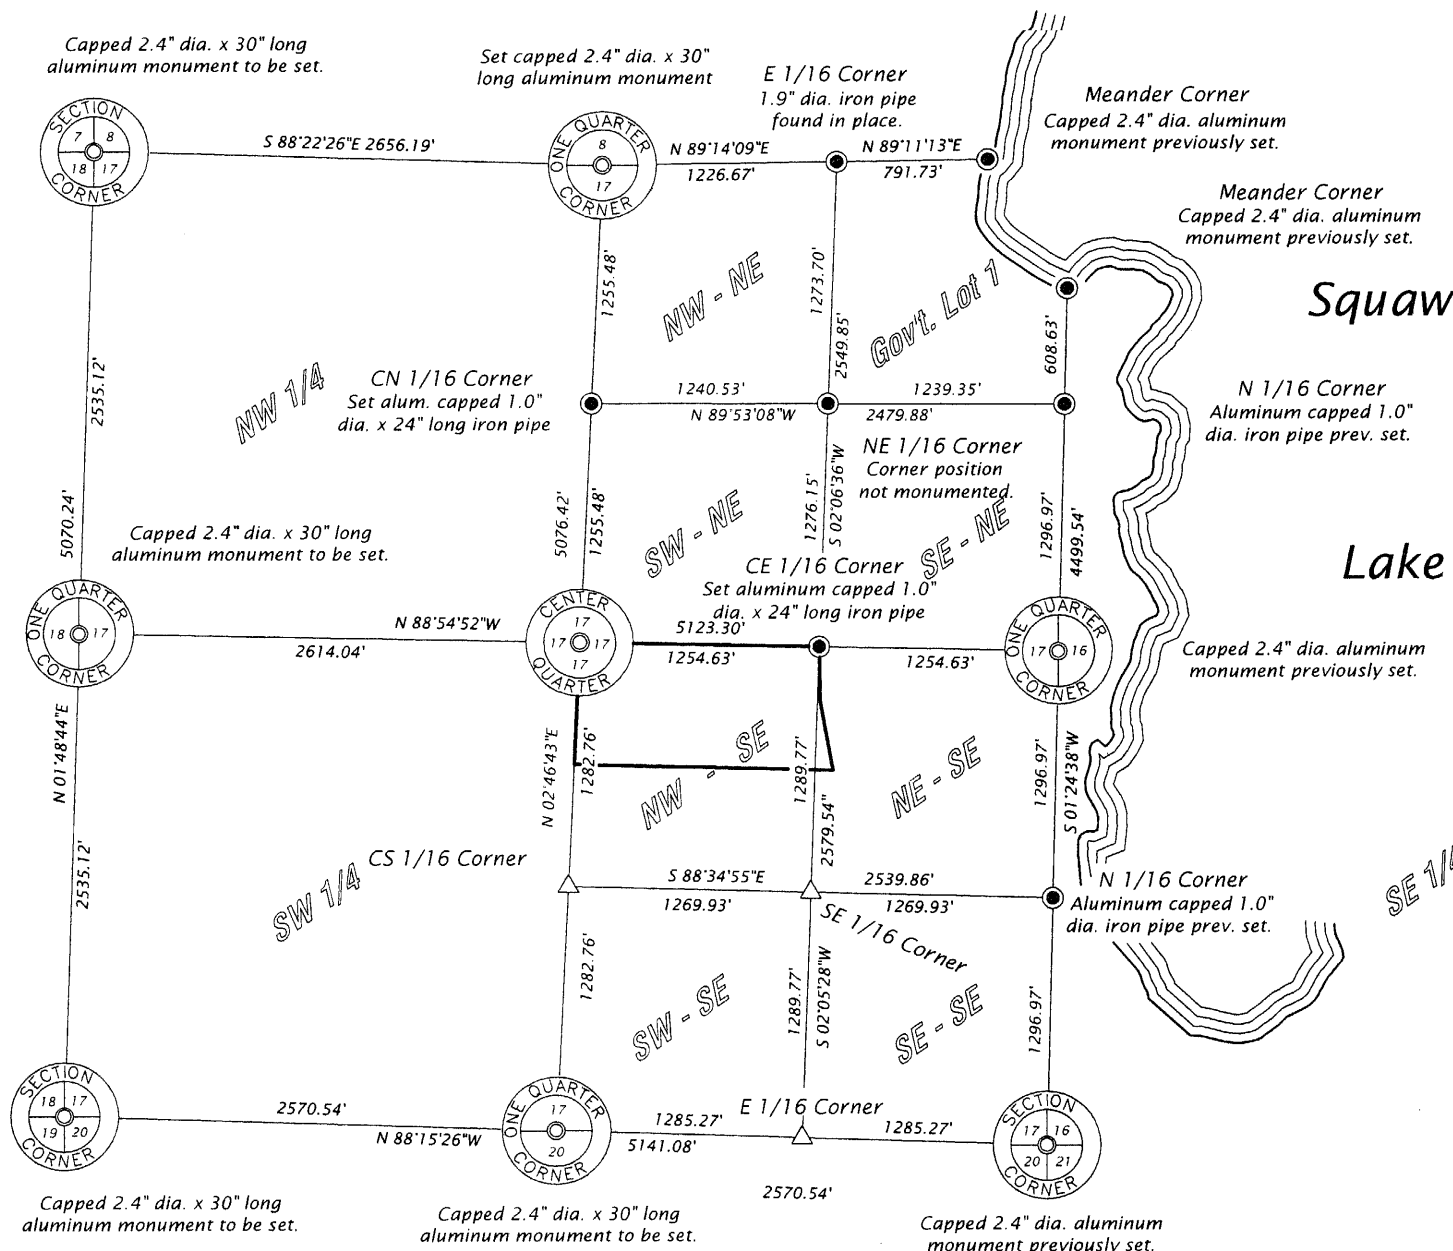 Capped 2.4" dia. x 30" long
aluminum monument to be set.
Set capped 2.4" dia. x 30"
long aluminum monument
E 1/16 Corner
1.9" dia. iron pipe
found in place.
Meander Corner
Capped 2.4" dia. aluminum
monument previously set.
SECTION
7 8
18 17
CORNER
S 88°22'26"E 2656.19'
ONE QUARTER
8
17
CORNER
N 89°14'09"E
1226.67'
N 89°11'13"E
791.73'
Meander Corner
Capped 2.4" dia. aluminum
monument previously set.
2535.12'
1255.48'
1273.70'
NW - NE
Gov't. Lot 1
Squaw
2549.85'
608.63'
NW 1/4
CN 1/16 Corner
Set alum. capped 1.0"
dia. x 24" long iron pipe
1240.53'
N 89°53'08"W
1239.35'
2479.88'
N 1/16 Corner
Aluminum capped 1.0"
dia. iron pipe prev. set.
NE 1/16 Corner
Corner position
not monumented.
5070.24'
5076.42'
1255.48'
1276.15'
S 02°06'36"W
1296.97'
4499.54'
SW - NE
SE - NE
Capped 2.4" dia. x 30" long
aluminum monument to be set.
CE 1/16 Corner
Set aluminum capped 1.0"
dia. x 24" long iron pipe
Lake
ONE QUARTER
18 17
CORNER
N 88°54'52"W
2614.04'
CENTER
17
17 17
17
QUARTER
5123.30'
1254.63'
1254.63'
ONE QUARTER
17 16
CORNER
Capped 2.4" dia. aluminum
monument previously set.
N 01°48'44"E
N 02°46'43"E
1282.76'
NW - SE
1289.77'
NE - SE
1296.97'
S 01°24'38"W
2579.54"
2535.12'
SW 1/4
CS 1/16 Corner
S 88°34'55"E
1269.93'
2539.86'
1269.93'
N 1/16 Corner
Aluminum capped 1.0"
dia. iron pipe prev. set.
SE 1/4
SE 1/16 Corner
1282.76'
SW - SE
1289.77'
S 02°05'28"W
SE - SE
1296.97'
SECTION
18 17
19 20
CORNER
2570.54'
N 88°15'26"W
ONE QUARTER
17
20
CORNER
1285.27'
5141.08'
E 1/16 Corner
1285.27'
SECTION
17 16
20 21
CORNER
2570.54'
Capped 2.4" dia. x 30" long
aluminum monument to be set.
Capped 2.4" dia. x 30" long
aluminum monument to be set.
Capped 2.4" dia. aluminum
monument previously set.